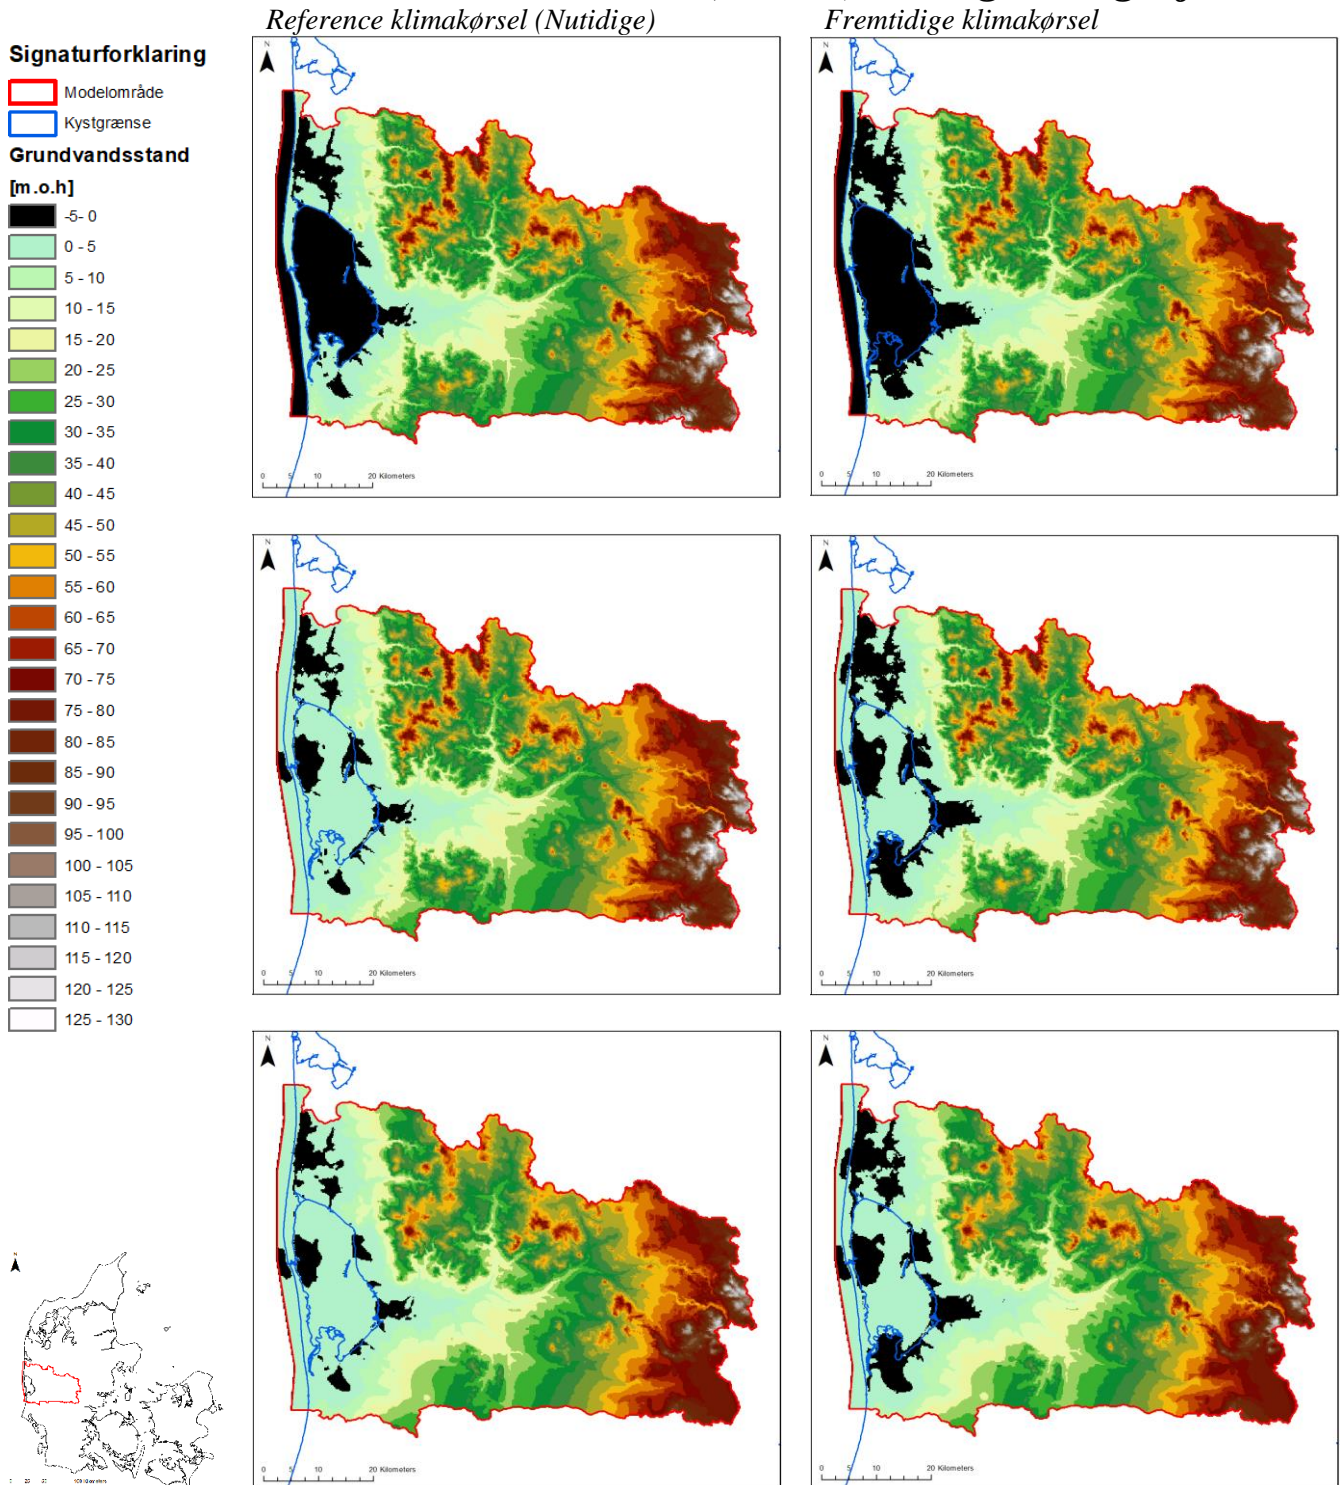 Reference klimakørsel (Nutidige)
Fremtidige klimakørsel
Signaturforklaring
Modelområde
Kystgrænse
Grundvandsstand
[m.o.h]
-5- 0
0 - 5
5 - 10
10 - 15
15 - 20
20 - 25
25 - 30
30 - 35
35 - 40
40 - 45
45 - 50
50 - 55
55 - 60
60 - 65
65 - 70
70 - 75
75 - 80
80 - 85
85 - 90
90 - 95
95 - 100
100 - 105
105 - 110
110 - 115
115 - 120
120 - 125
125 - 130
N
0 5 10 20 Kilometers
N
0 5 10 20 Kilometers
N
0 5 10 20 Kilometers
N
0 5 10 20 Kilometers
N
0 5 10 20 Kilometers
N
0 5 10 20 Kilometers
N